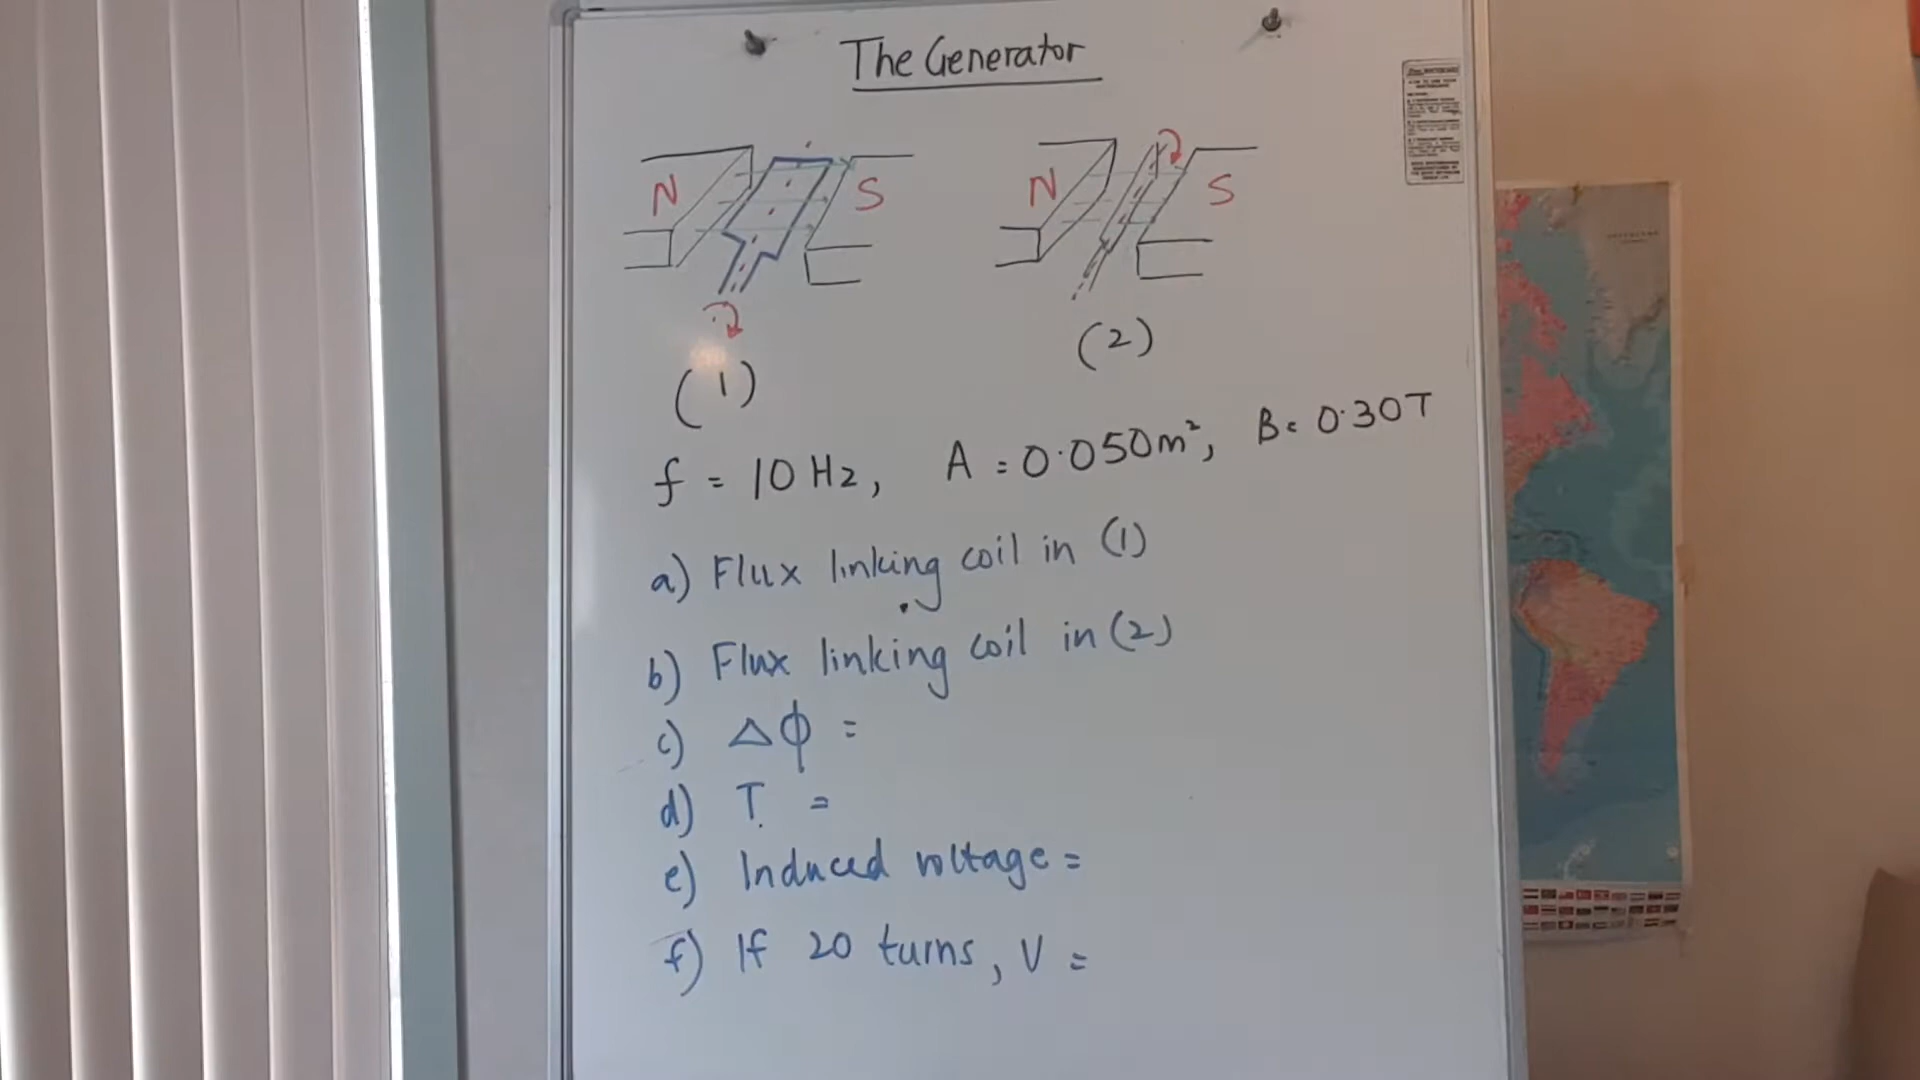 The Generator
N S
N S
(1)
(2)
f = 10 Hz, A = 0.050m², B = 0.30T
a) Flux linking coil in (1)
b) Flux linking coil in (2)
c) Δϕ =
d) T =
e) Induced voltage =
f) If 20 turns, V =